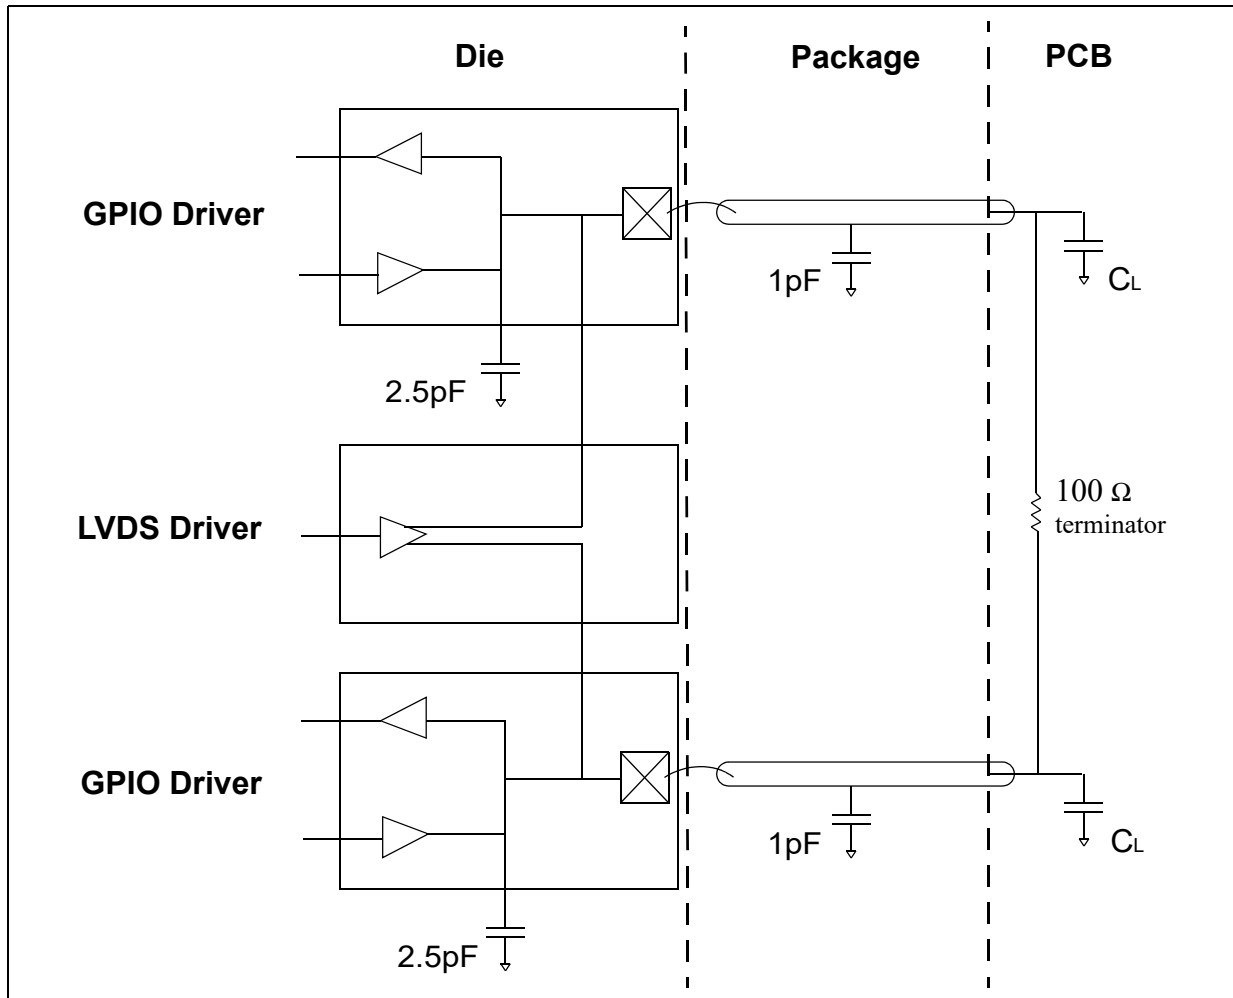 Die
Package
PCB
GPIO Driver
1pF
CL
2.5pF
LVDS Driver
100 Ω
terminator
GPIO Driver
1pF
CL
2.5pF